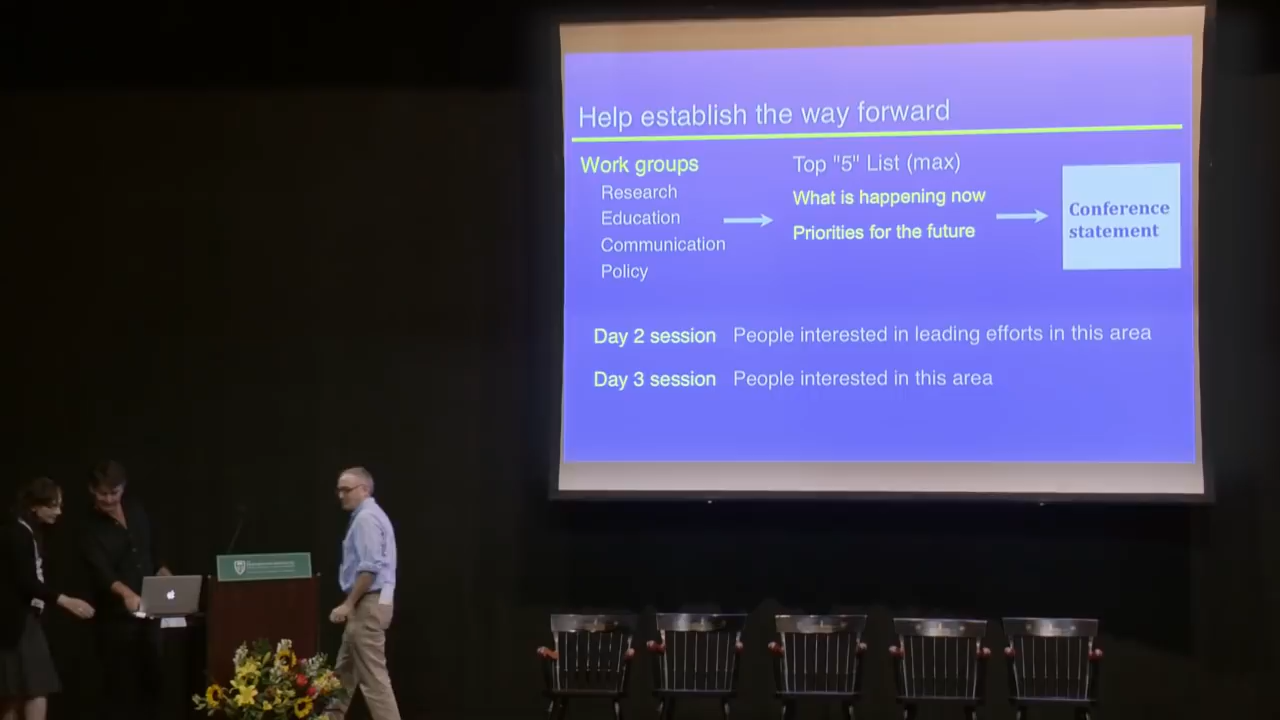 Help establish the way forward
Work groups
Research
Education
Communication
Policy
Top "5" List (max)
What is happening now
Priorities for the future
Conference
statement
Day 2 session People interested in leading efforts in this area
Day 3 session People interested in this area